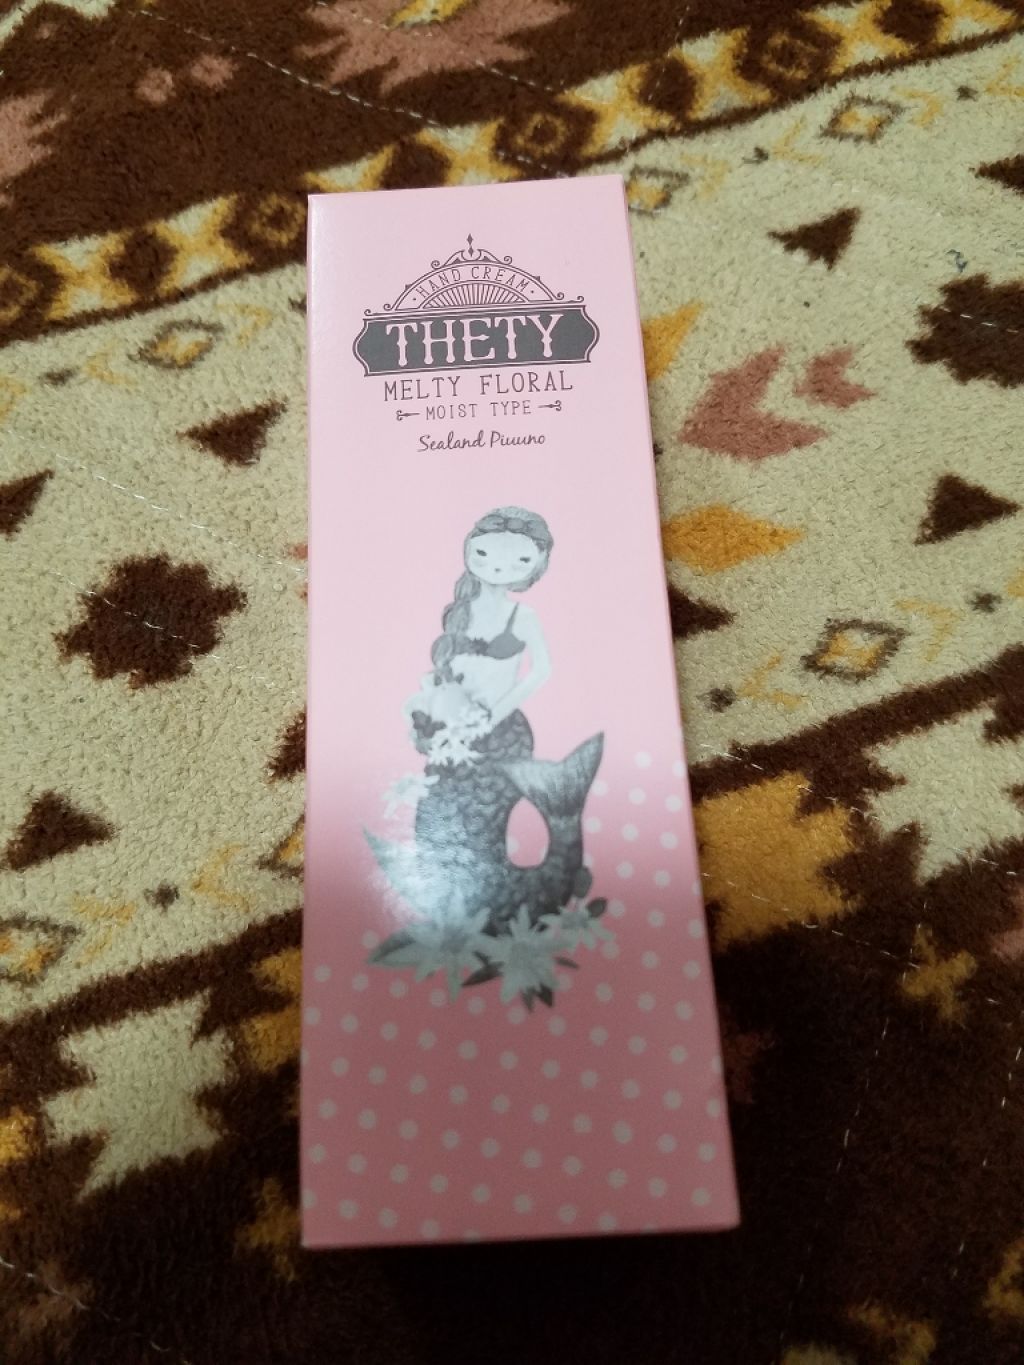 HAND CREAM
THETY
MELTY FLORAL
MOIST TYPE
Sealand Piuuno